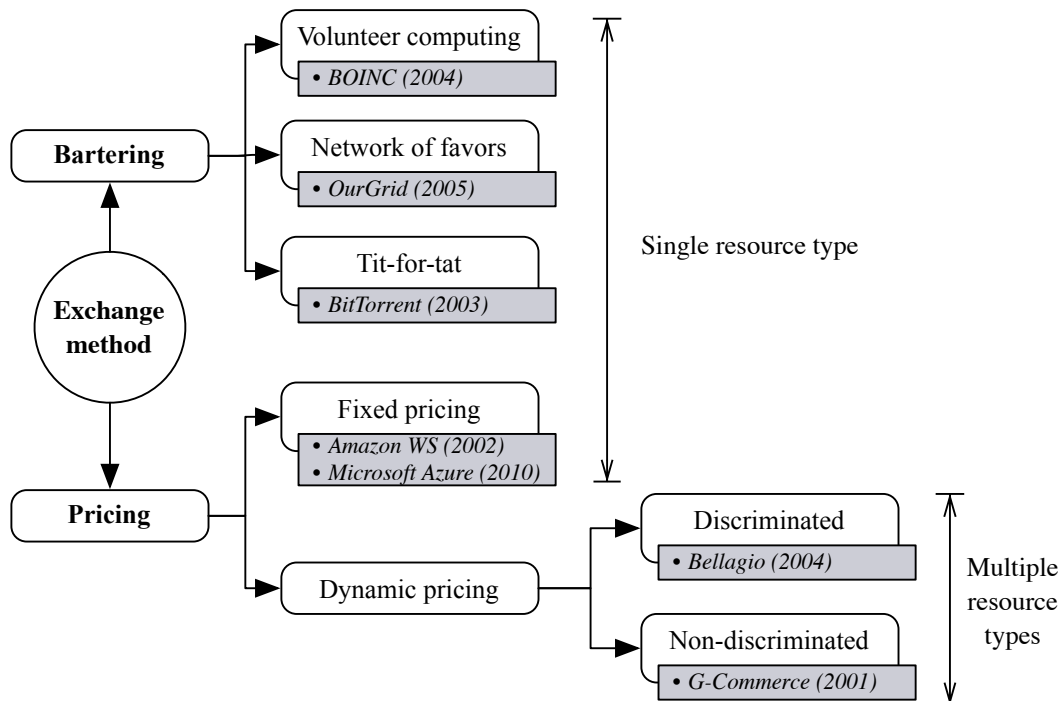 Volunteer computing
• BOINC (2004)
Bartering
Network of favors
• OurGrid (2005)
Single resource type
Tit-for-tat
• BitTorrent (2003)
Exchange
method
Fixed pricing
• Amazon WS (2002)
• Microsoft Azure (2010)
Pricing
Discriminated
• Bellagio (2004)
Dynamic pricing
Multiple
resource
types
Non-discriminated
• G-Commerce (2001)